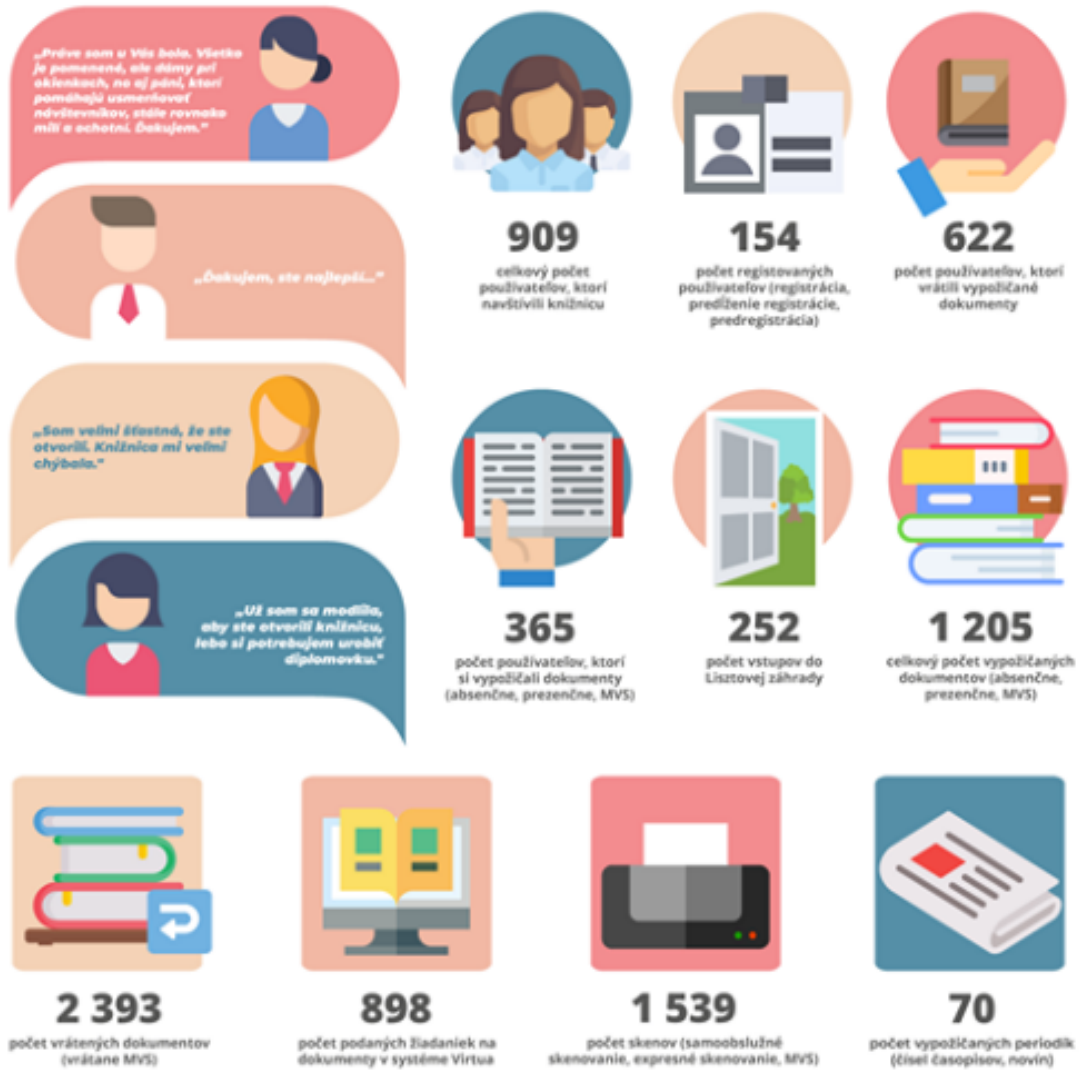 „Práve som u Vás bola. Všetko
je pomenené, ale dámy pri
okienkach, no aj páni, ktorí
pomáhajú usmerňovať
návštevníkov, stále rovnako
milí a ochotní. Ďakujem.”
„Ďakujem, ste najlepší...”
„Som veľmi šťastná, že ste
otvorili. Knižnica mi veľmi
chýbala."
„Už som sa modlila,
aby ste otvorili knižnicu,
lebo si potrebujem urobiť
diplomovku."
909
celkový počet
používateľov, ktorí
navštívili knižnicu
154
počet registovaných
používateľov (registrácia,
predĺženie registrácie,
predregistrácia)
622
počet používateľov, ktorí
vrátili vypožičané
dokumenty
365
počet používateľov, ktorí
si vypožičali dokumenty
(absenčne, prezenčne, MVS)
252
počet vstupov do
Lisztovej záhrady
1 205
celkový počet vypožičaných
dokumentov (absenčne,
prezenčne, MVS)
2 393
počet vrátených dokumentov
(vrátane MVS)
898
počet podaných žiadaniek na
dokumenty v systéme Virtua
1 539
počet skenov (samoobslužné
skenovanie, expresné skenovanie, MVS)
70
počet vypožičaných periodík
(čísel časopisov, novín)